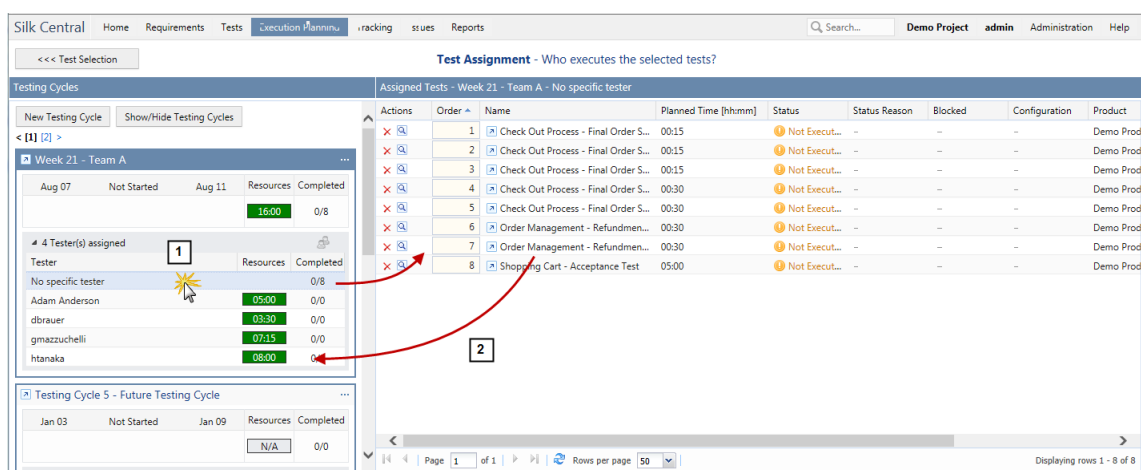 Silk Central Home Requirements Tests Execution Planning Tracking ssues Reports Search... Demo Project admin Administration Help
<<< Test Selection
Test Assignment - Who executes the selected tests?
Testing Cycles
New Testing Cycle Show/Hide Testing Cycles
< [1] [2] >
Week 21 - Team A ...
Aug 07 Not Started Aug 11 Resources Completed
16:00 0/8
4 Tester(s) assigned
1
Tester Resources Completed
No specific tester 0/8
Adam Anderson 05:00 0/0
dbrauer 03:30 0/0
gmazzuchelli 07:15 0/0
htanaka 08:00
Testing Cycle 5 - Future Testing Cycle ...
Jan 03 Not Started Jan 09 Resources Completed
N/A 0/0
Assigned Tests - Week 21 - Team A - No specific tester
Actions Order Name Planned Time [hh:mm] Status Status Reason Blocked Configuration Product
1 Check Out Process - Final Order S... 00:15 Not Execut... – – – Demo Prod
2 Check Out Process - Final Order S... 00:15 Not Execut... – – – Demo Prod
3 Check Out Process - Final Order S... 00:15 Not Execut... – – – Demo Prod
4 Check Out Process - Final Order S... 00:30 Not Execut... – – – Demo Prod
5 Check Out Process - Final Order S... 00:30 Not Execut... – – – Demo Prod
6 Order Management - Refundmen... 00:30 Not Execut... – – – Demo Prod
7 Order Management - Refundmen... 00:30 Not Execut... – – – Demo Prod
8 Shopping Cart - Acceptance Test 05:00 Not Execut... – – – Demo Prod
2
Page 1 of 1 Rows per page 50 Displaying rows 1 - 8 of 8